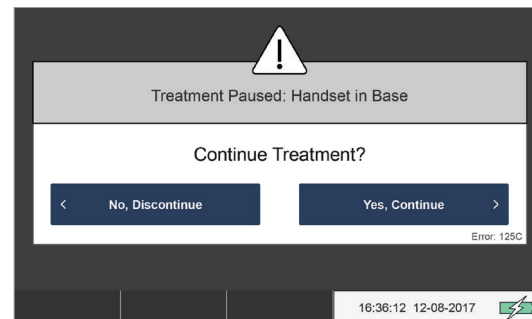 Treatment Paused: Handset in Base
Continue Treatment?
< No, Discontinue
Yes, Continue >
Error: 125C
16:36:12 12-08-2017